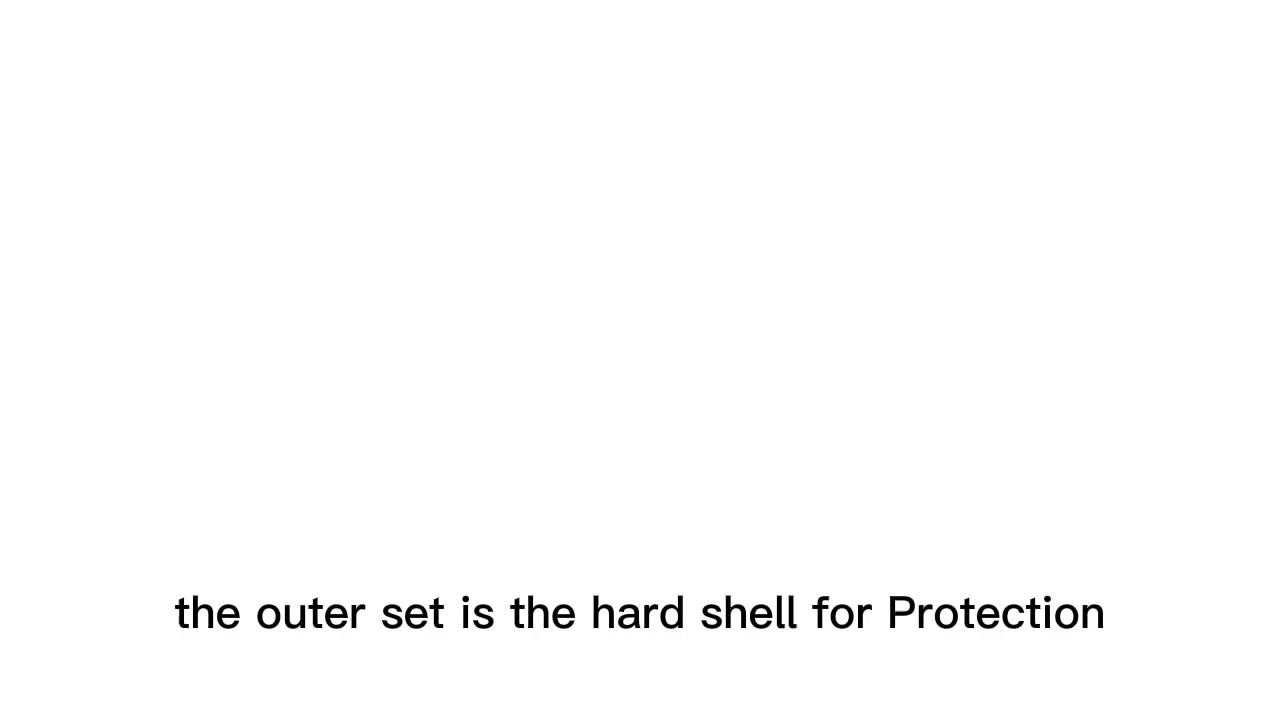 the outer set is the hard shell for Protection